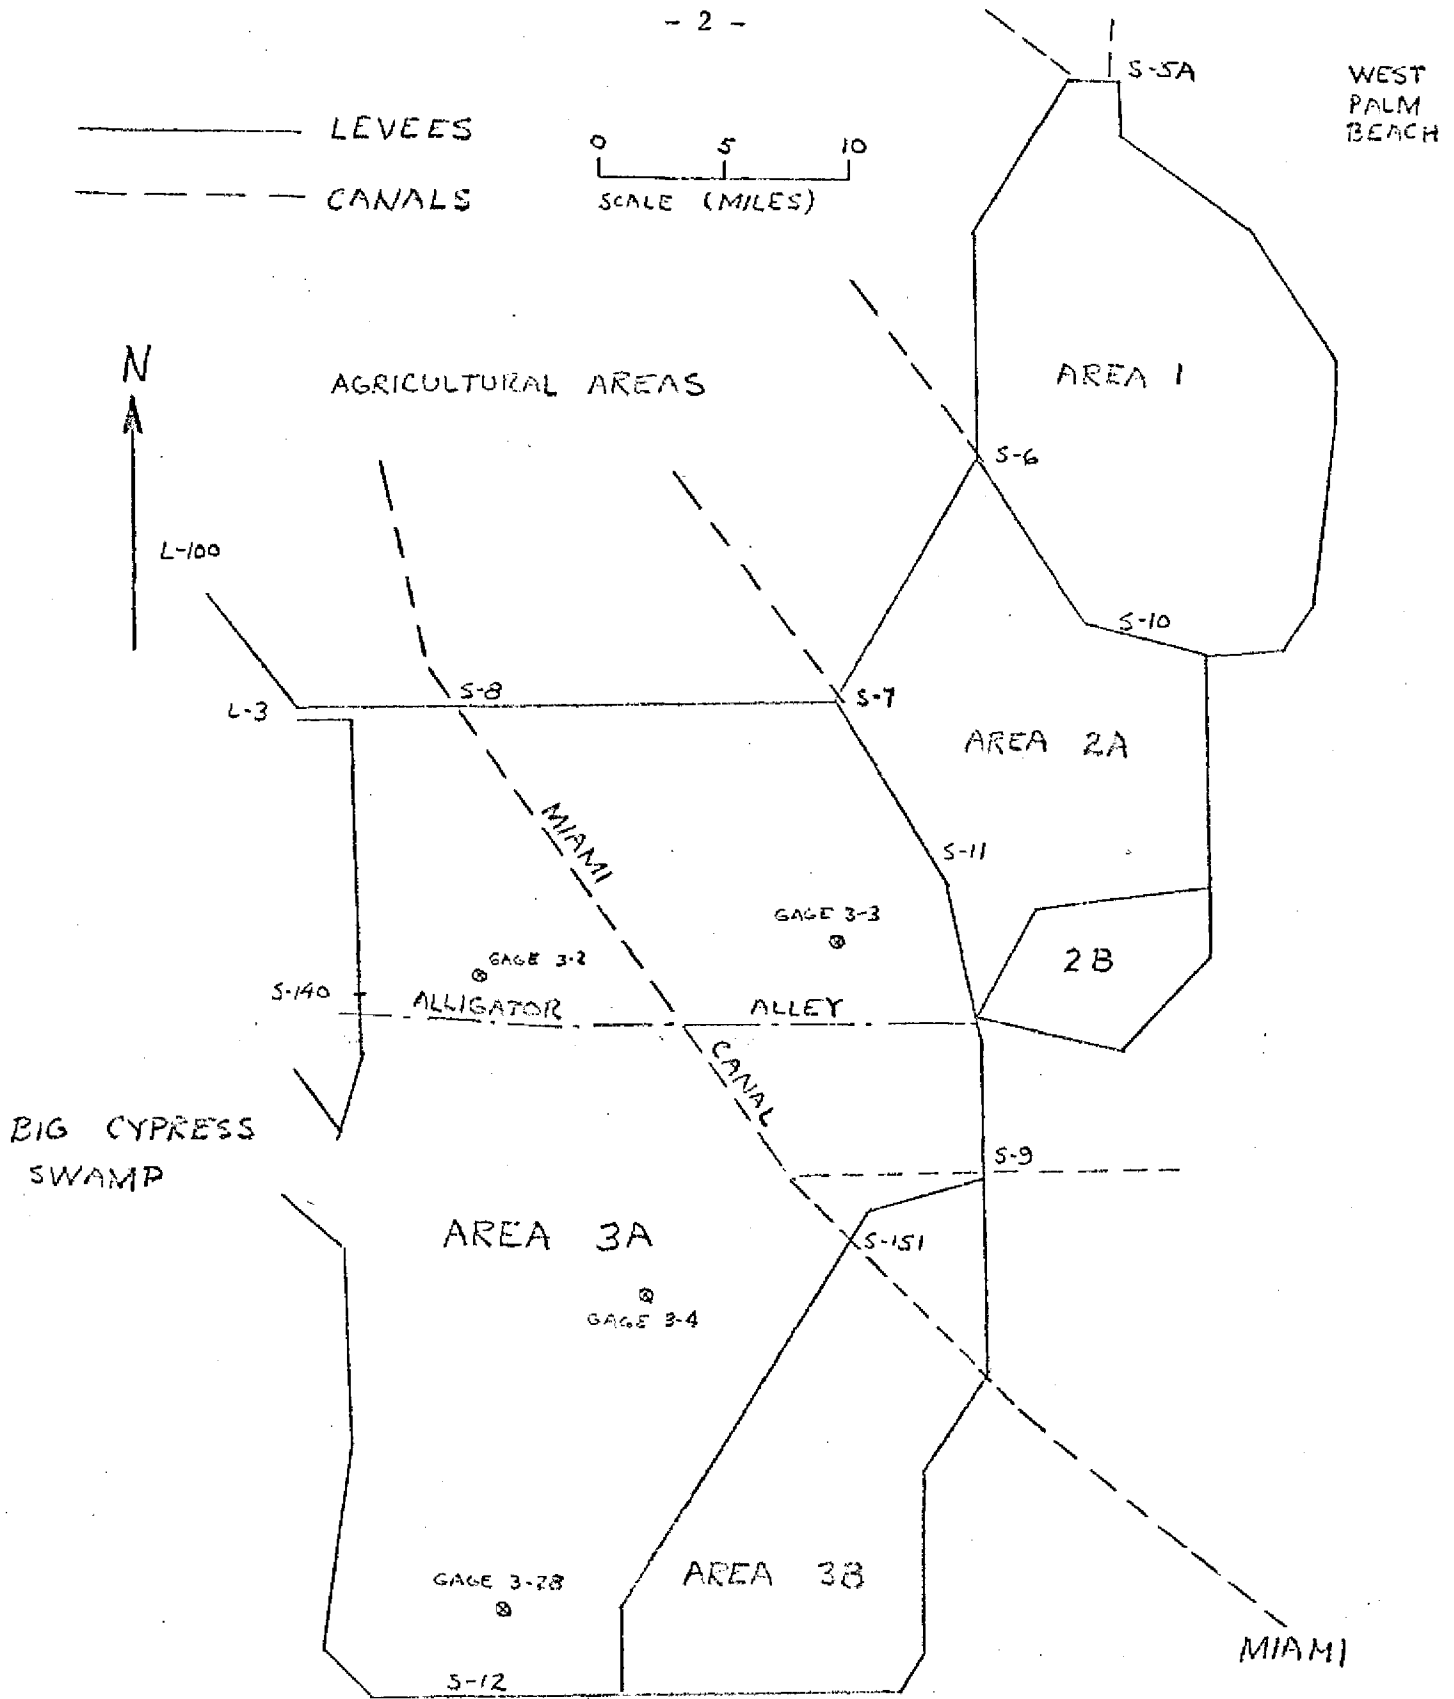 - 2 -
S-5A
WEST
PALM
BEACH
LEVEES
CANALS
0 5 10
SCALE (MILES)
N
AGRICULTURAL AREAS
AREA 1
S-6
L-100
S-10
S-8
S-7
L-3
AREA 2A
MIAMI
S-11
GAGE 3-3
GAGE 3-2
2B
S-140
ALLIGATOR ALLEY
CANAL
BIG CYPRESS
SWAMP
S-9
AREA 3A
S-151
GAGE 3-4
GAGE 3-28
AREA 3B
MIAMI
S-12